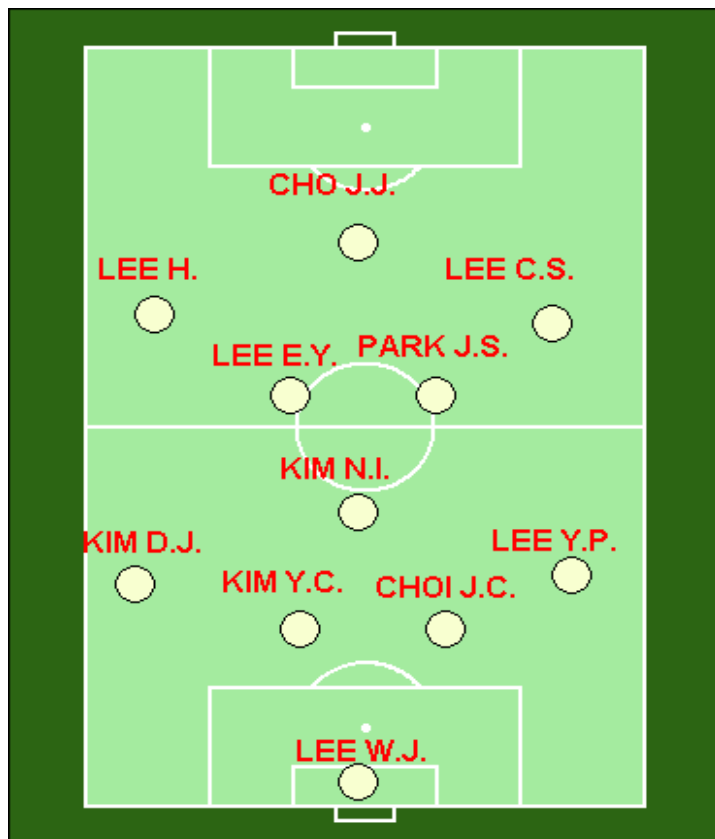 CHO J.J.
LEE H.
LEE C.S.
LEE E.Y.
PARK J.S.
KIM N.I.
KIM D.J.
LEE Y.P.
KIM Y.C.
CHOI J.C.
LEE W.J.